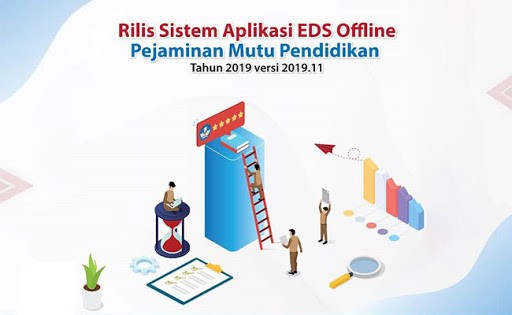 Rilis Sistem Aplikasi EDS Offline
Pejaminan Mutu Pendidikan
Tahun 2019 versi 2019.11